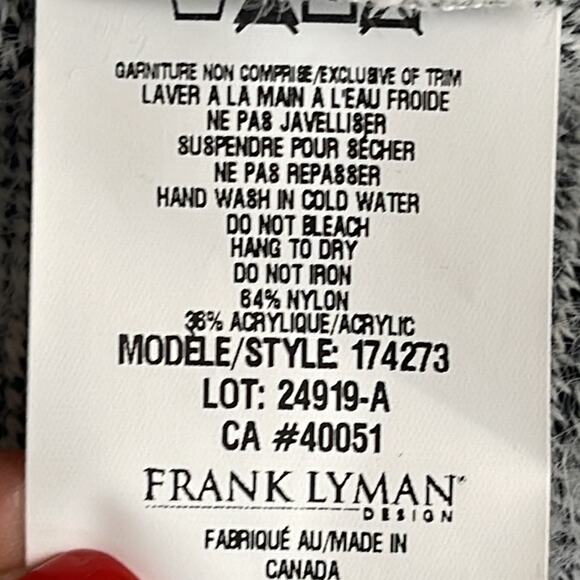 GARNITURE NON COMPRISE/EXCLUSIVE OF TRIM
LAVER A LA MAIN A L'EAU FROIDE
NE PAS JAVELLISER
SUSPENDRE POUR SÉCHER
NE PAS REPASSER
HAND WASH IN COLD WATER
DO NOT BLEACH
HANG TO DRY
DO NOT IRON
64% NYLON
36% ACRYLIQUE/ACRYLIC
MODÈLE/STYLE: 174273
LOT: 24919-A
CA #40051
FRANK LYMAN
DESIGN
FABRIQUÉ AU/MADE IN
CANADA